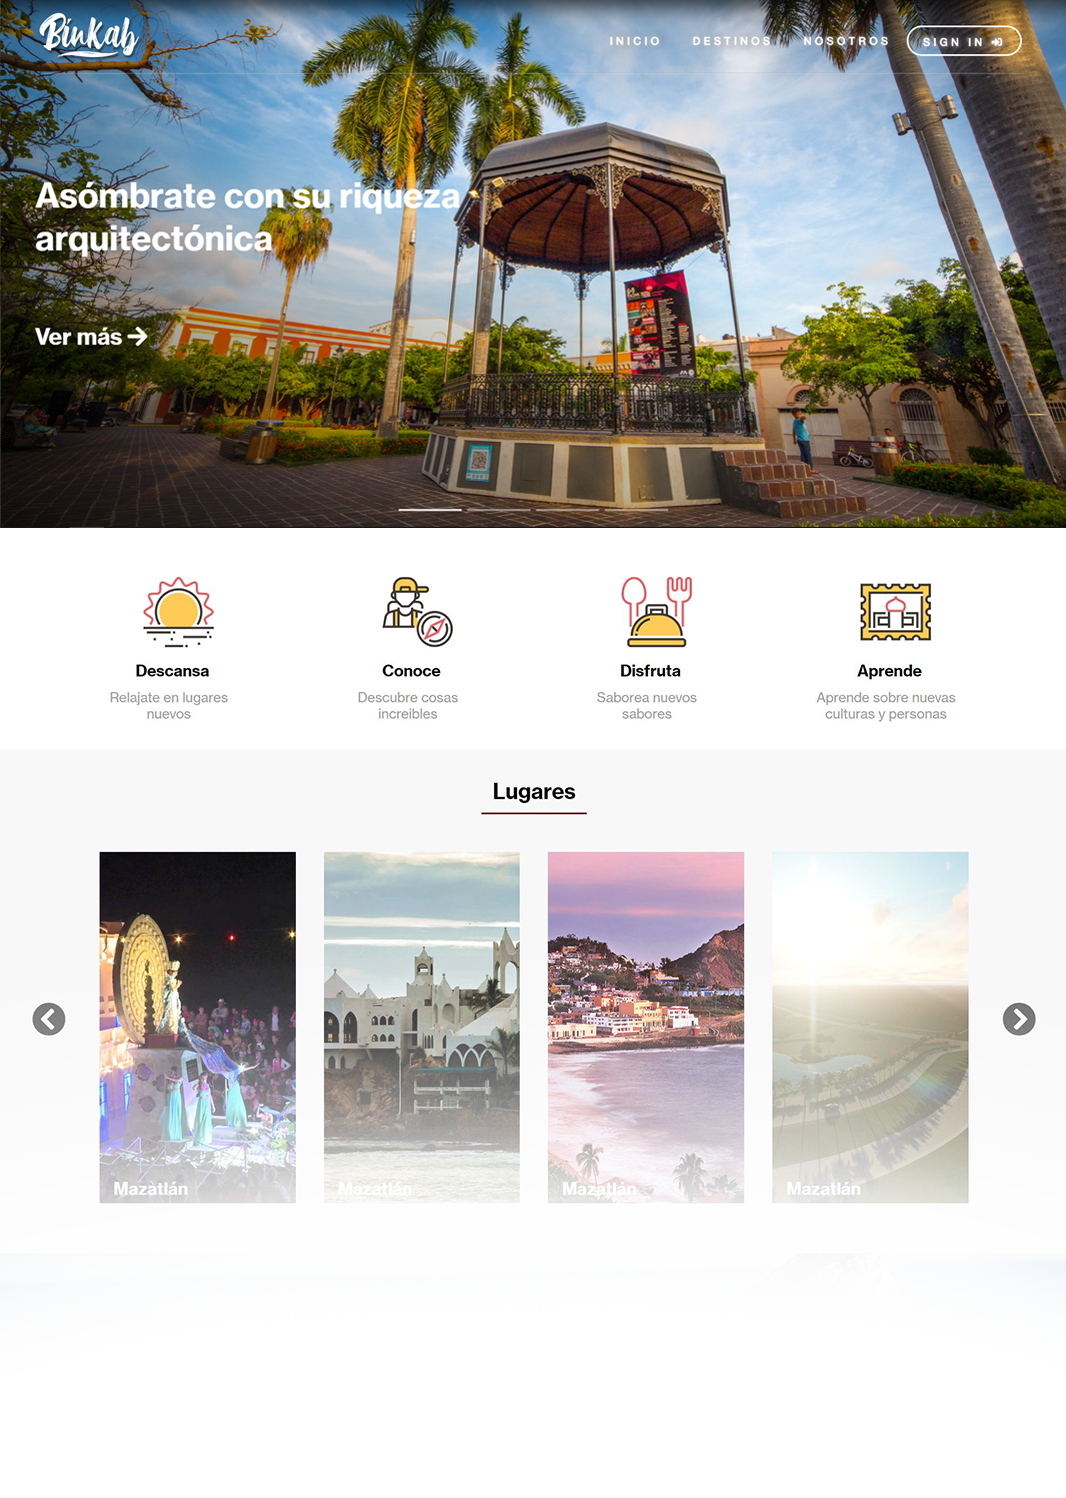 BinKab
INICIO DESTINOS NOSOTROS SIGN IN
Asómbrate con su riqueza
arquitectónica
Ver más
Descansa
Relajate en lugares
nuevos
Conoce
Descubre cosas
increibles
Disfruta
Saborea nuevos
sabores
Aprende
Aprende sobre nuevas
culturas y personas
Lugares
Mazatlán
Mazatlán
Mazatlán
Mazatlán